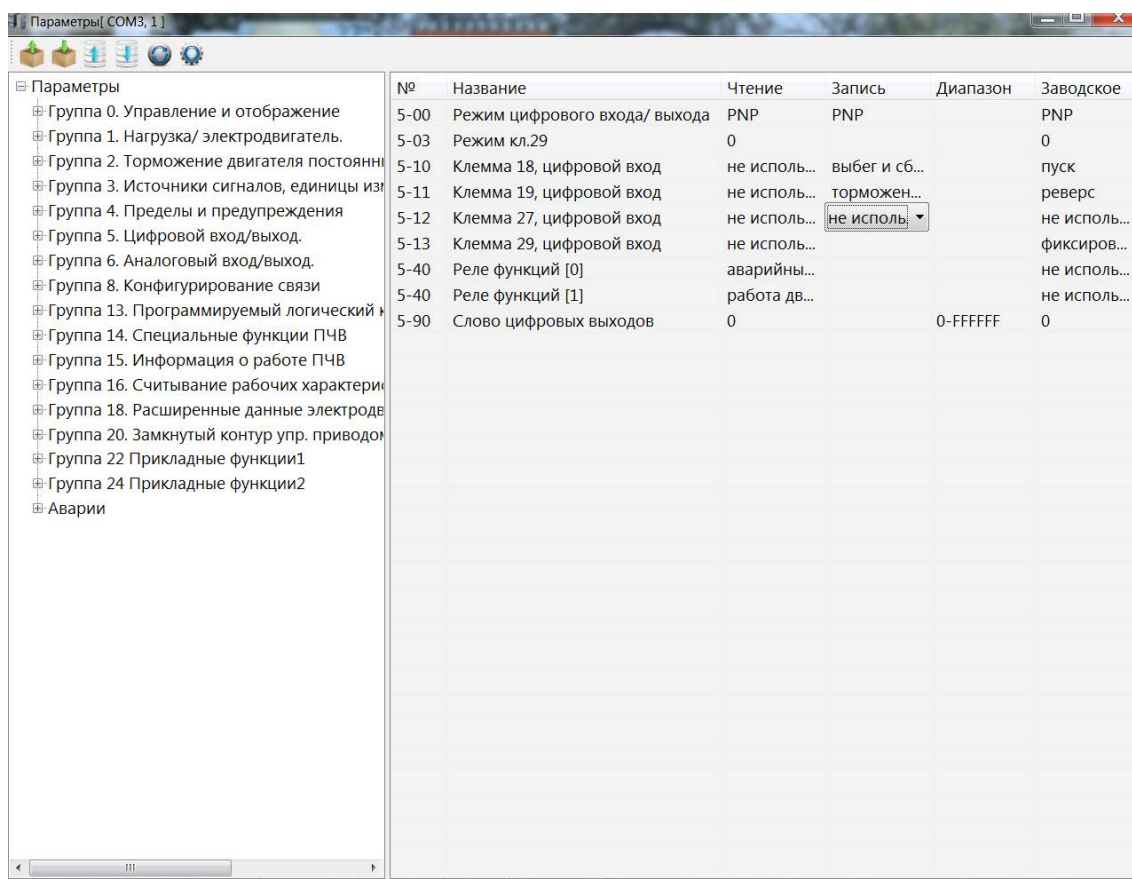 Параметры[ COM3, 1 ]
Параметры
Группа 0. Управление и отображение
Группа 1. Нагрузка/ электродвигатель.
Группа 2. Торможение двигателя постоянн
Группа 3. Источники сигналов, единицы из
Группа 4. Пределы и предупреждения
Группа 5. Цифровой вход/выход.
Группа 6. Аналоговый вход/выход.
Группа 8. Конфигурирование связи
Группа 13. Программируемый логический к
Группа 14. Специальные функции ПЧВ
Группа 15. Информация о работе ПЧВ
Группа 16. Считывание рабочих характери
Группа 18. Расширенные данные электродв
Группа 20. Замкнутый контур упр. приводом
Группа 22 Прикладные функции1
Группа 24 Прикладные функции2
Аварии
№ Название Чтение Запись Диапазон Заводское
5-00 Режим цифрового входа/ выхода PNP PNP PNP
5-03 Режим кл.29 0 0
5-10 Клемма 18, цифровой вход не исполь... выбег и сб... пуск
5-11 Клемма 19, цифровой вход не исполь... торможен... реверс
5-12 Клемма 27, цифровой вход не исполь... не исполь не исполь...
5-13 Клемма 29, цифровой вход не исполь... фиксиров...
5-40 Реле функций [0] аварийны... не исполь...
5-40 Реле функций [1] работа дв... не исполь...
5-90 Слово цифровых выходов 0 0-FFFFFF 0